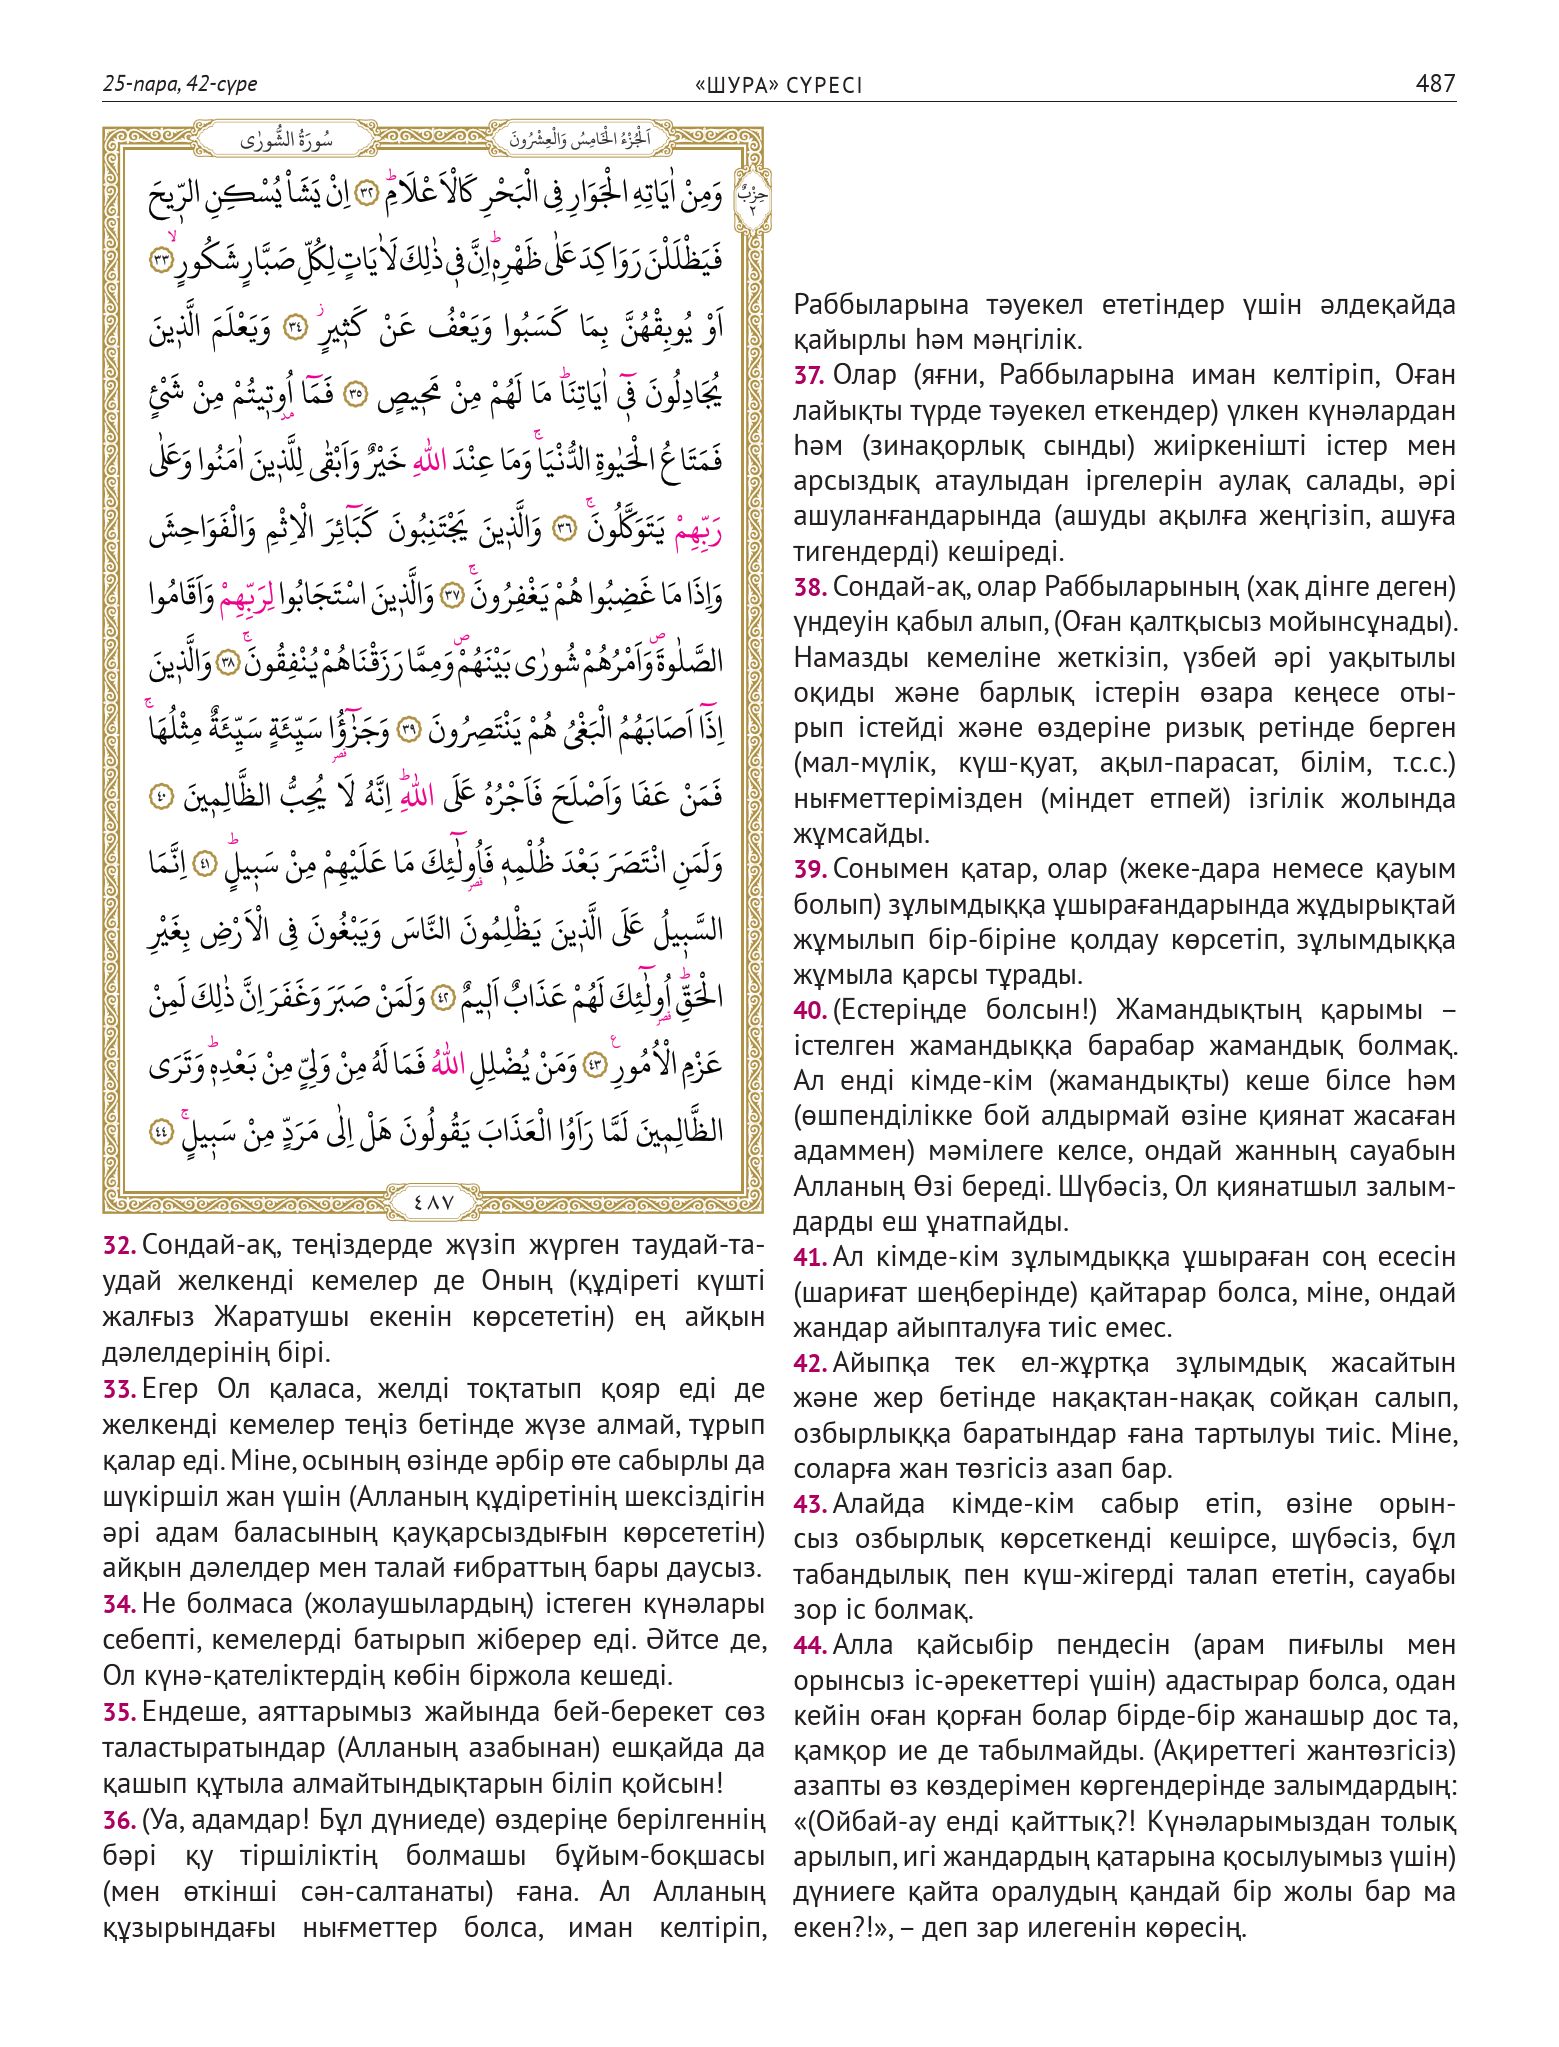 25-пара, 42-сүре
«ШУРА» СҮРЕСІ
487
سُورَةُ الشُّورٰى
اَلْجُزْءُ الْخَامِسُ وَالْعِشْرُونَ
حِزْبٌ
٢
وَمِنْ اٰيَاتِهِ الْجَوَارِ فِى الْبَحْرِ كَالْاَعْلَامِؕ ﴿٣٢﴾ اِنْ يَشَأْ يُسْكِنِ الرّ۪يحَ
فَيَظْلَلْنَ رَوَاكِدَ عَلٰى ظَهْرِه۪ؕ اِنَّ ف۪ي ذٰلِكَ لَاٰيَاتٍ لِكُلِّ صَبَّارٍ شَكُورٍۙ ﴿٣٣﴾
اَوْ يُوبِقْهُنَّ بِمَا كَسَبُوا وَيَعْفُ عَنْ كَث۪يرٍؗ ﴿٣٤﴾ وَيَعْلَمَ الَّذ۪ينَ
يُجَادِلُونَ ف۪ٓي اٰيَاتِنَاؕ مَا لَهُمْ مِنْ مَح۪يصٍ ﴿٣٥﴾ فَمَٓا اُو۫ت۪يتُمْ مِنْ شَيْءٍ
فَمَتَاعُ الْحَيٰوةِ الدُّنْيَاۚ وَمَا عِنْدَ اللّٰهِ خَيْرٌ وَاَبْقٰى لِلَّذ۪ينَ اٰمَنُوا وَعَلٰى
رَبِّهِمْ يَتَوَكَّلُونَۚ ﴿٣٦﴾ وَالَّذ۪ينَ يَجْتَنِبُونَ كَبَٓائِرَ الْاِثْمِ وَالْفَوَاحِشَ
وَاِذَا مَا غَضِبُوا هُمْ يَغْفِرُونَۚ ﴿٣٧﴾ وَالَّذ۪ينَ اسْتَجَابُوا لِرَبِّهِمْ وَاَقَامُوا
الصَّلٰوةَۖ وَاَمْرُهُمْ شُورٰى بَيْنَهُمْۖ وَمِمَّا رَزَقْنَاهُمْ يُنْفِقُونَۚ ﴿٣٨﴾ وَالَّذ۪ينَ
اِذَٓا اَصَابَهُمُ الْبَغْيُ هُمْ يَنْتَصِرُونَ ﴿٣٩﴾ وَجَزٰٓؤُا سَيِّئَةٍ سَيِّئَةٌ مِثْلُهَاۚ
فَمَنْ عَفَا وَاَصْلَحَ فَاَجْرُهُ عَلَى اللّٰهِؕ اِنَّهُ لَا يُحِبُّ الظَّالِم۪ينَ ﴿٤٠﴾
وَلَمَنِ انْتَصَرَ بَعْدَ ظُلْمِه۪ فَاُو۬لٰٓئِكَ مَا عَلَيْهِمْ مِنْ سَب۪يلٍؕ ﴿٤١﴾ اِنَّمَا
السَّب۪يلُ عَلَى الَّذ۪ينَ يَظْلِمُونَ النَّاسَ وَيَبْغُونَ فِى الْاَرْضِ بِغَيْرِ
الْحَقِّؕ اُو۬لٰٓئِكَ لَهُمْ عَذَابٌ اَل۪يمٌ ﴿٤٢﴾ وَلَمَنْ صَبَرَ وَغَفَرَ اِنَّ ذٰلِكَ لَمِنْ
عَزْمِ الْاُمُورِ۟ ﴿٤٣﴾ وَمَنْ يُضْلِلِ اللّٰهُ فَمَا لَهُ مِنْ وَلِيٍّ مِنْ بَعْدِه۪ؕ وَتَرَى
الظَّالِم۪ينَ لَمَّا رَاَوُا الْعَذَابَ يَقُولُونَ هَلْ اِلٰى مَرَدٍّ مِنْ سَب۪يلٍۚ ﴿٤٤﴾
٤٨٧
32. Сондай-ақ, теңіздерде жүзіп жүрген таудай-та-
удай желкенді кемелер де Оның (құдіреті күшті
жалғыз Жаратушы екенін көрсететін) ең айқын
дәлелдерінің бірі.
33. Егер Ол қаласа, желді тоқтатып қояр еді де
желкенді кемелер теңіз бетінде жүзе алмай, тұрып
қалар еді. Міне, осының өзінде әрбір өте сабырлы да
шүкіршіл жан үшін (Алланың құдіретінің шексіздігін
әрі адам баласының қауқарсыздығын көрсететін)
айқын дәлелдер мен талай ғибраттың бары даусыз.
34. Не болмаса (жолаушылардың) істеген күнәлары
себепті, кемелерді батырып жіберер еді. Әйтсе де,
Ол күнә-қателіктердің көбін біржола кешеді.
35. Ендеше, аяттарымыз жайында бей-берекет сөз
таластыратындар (Алланың азабынан) ешқайда да
қашып құтыла алмайтындықтарын біліп қойсын!
36. (Уа, адамдар! Бұл дүниеде) өздеріңе берілгеннің
бәрі қу тіршіліктің болмашы бұйым-боқшасы
(мен өткінші сән-салтанаты) ғана. Ал Алланың
құзырындағы нығметтер болса, иман келтіріп,
Раббыларына тәуекел ететіндер үшін әлдеқайда
қайырлы һәм мәңгілік.
37. Олар (яғни, Раббыларына иман келтіріп, Оған
лайықты түрде тәуекел еткендер) үлкен күнәлардан
һәм (зинақорлық сынды) жиіркенішті істер мен
арсыздық атаулыдан іргелерін аулақ салады, әрі
ашуланғандарында (ашуды ақылға жеңгізіп, ашуға
тигендерді) кешіреді.
38. Сондай-ақ, олар Раббыларының (хақ дінге деген)
үндеуін қабыл алып, (Оған қалтқысыз мойынсұнады).
Намазды кемеліне жеткізіп, үзбей әрі уақытылы
оқиды және барлық істерін өзара кеңесе оты-
рып істейді және өздеріне ризық ретінде берген
(мал-мүлік, күш-қуат, ақыл-парасат, білім, т.с.с.)
нығметтерімізден (міндет етпей) ізгілік жолында
жұмсайды.
39. Сонымен қатар, олар (жеке-дара немесе қауым
болып) зұлымдыққа ұшырағандарында жұдырықтай
жұмылып бір-біріне қолдау көрсетіп, зұлымдыққа
жұмыла қарсы тұрады.
40. (Естеріңде болсын!) Жамандықтың қарымы –
істелген жамандыққа барабар жамандық болмақ.
Ал енді кімде-кім (жамандықты) кеше білсе һәм
(өшпенділікке бой алдырмай өзіне қиянат жасаған
адаммен) мәмілеге келсе, ондай жанның сауабын
Алланың Өзі береді. Шүбәсіз, Ол қиянатшыл залым-
дарды еш ұнатпайды.
41. Ал кімде-кім зұлымдыққа ұшыраған соң есесін
(шариғат шеңберінде) қайтарар болса, міне, ондай
жандар айыпталуға тиіс емес.
42. Айыпқа тек ел-жұртқа зұлымдық жасайтын
және жер бетінде нақақтан-нақақ сойқан салып,
озбырлыққа баратындар ғана тартылуы тиіс. Міне,
соларға жан төзгісіз азап бар.
43. Алайда кімде-кім сабыр етіп, өзіне орын-
сыз озбырлық көрсеткенді кешірсе, шүбәсіз, бұл
табандылық пен күш-жігерді талап ететін, сауабы
зор іс болмақ.
44. Алла қайсыбір пендесін (арам пиғылы мен
орынсыз іс-әрекеттері үшін) адастырар болса, одан
кейін оған қорған болар бірде-бір жанашыр дос та,
қамқор ие де табылмайды. (Ақиреттегі жантөзгісіз)
азапты өз көздерімен көргендерінде залымдардың:
«(Ойбай-ау енді қайттық?! Күнәларымыздан толық
арылып, игі жандардың қатарына қосылуымыз үшін)
дүниеге қайта оралудың қандай бір жолы бар ма
екен?!», – деп зар илегенін көресің.